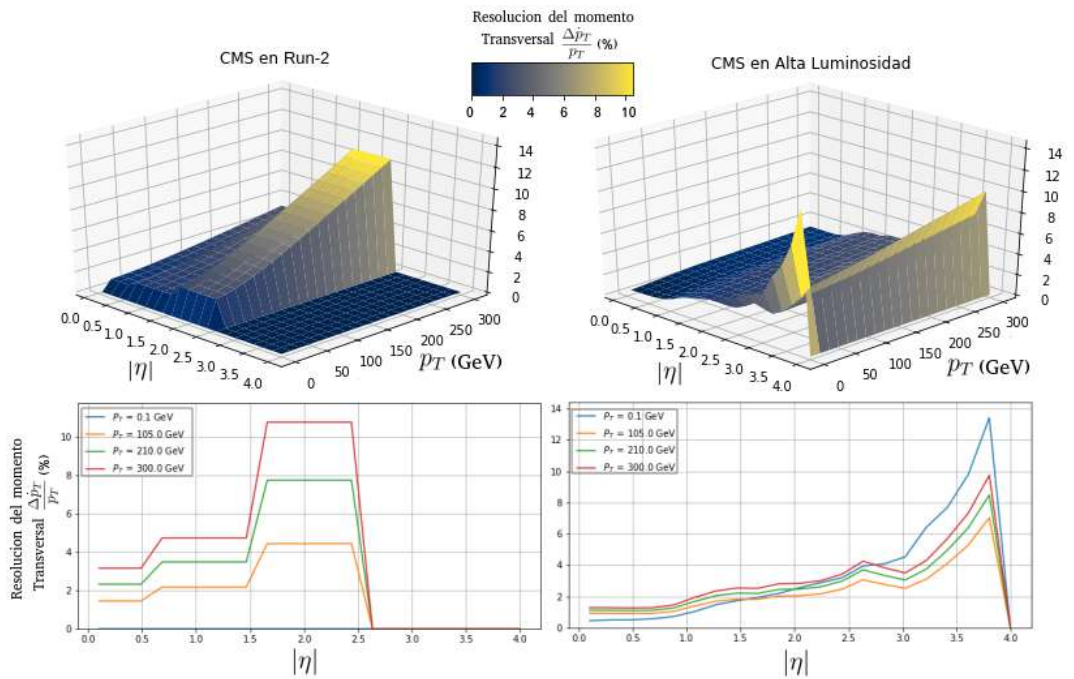 Resolucion del momento
Transversal Δṗ_T / p_T (%)
0 2 4 6 8 10
CMS en Run-2
14
12
10
8
6
4
2
0
0.0 0.5 1.0 1.5 2.0 2.5 3.0 3.5 4.0
|η|
0 50 100 150 200 250 300
p_T (GeV)
CMS en Alta Luminosidad
14
12
10
8
6
4
2
0
0.0 0.5 1.0 1.5 2.0 2.5 3.0 3.5 4.0
|η|
0 50 100 150 200 250 300
p_T (GeV)
Resolucion del momento
Transversal Δṗ_T / p_T (%)
10
8
6
4
2
0
P_T = 0.1 GeV
P_T = 105.0 GeV
P_T = 210.0 GeV
P_T = 300.0 GeV
0.0 0.5 1.0 1.5 2.0 2.5 3.0 3.5 4.0
|η|
14
12
10
8
6
4
2
0
P_T = 0.1 GeV
P_T = 105.0 GeV
P_T = 210.0 GeV
P_T = 300.0 GeV
0.0 0.5 1.0 1.5 2.0 2.5 3.0 3.5 4.0
|η|